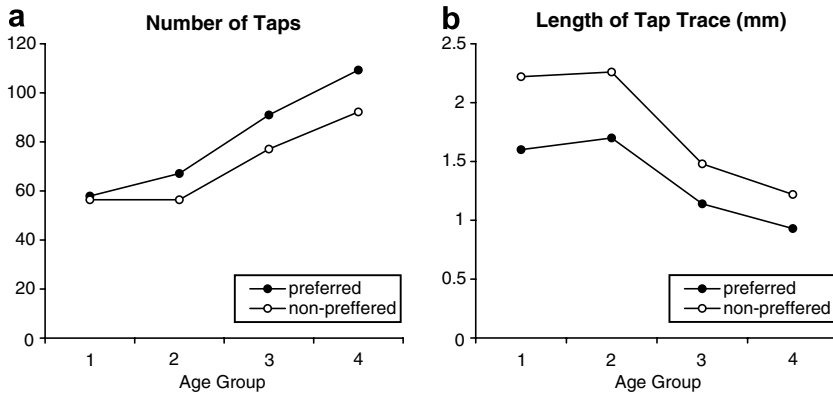 a
Number of Taps
120
100
80
60
40
20
0
preferred
non-preffered
1 2 3 4
Age Group
b
Length of Tap Trace (mm)
2.5
2
1.5
1
0.5
0
preferred
non-preffered
1 2 3 4
Age Group